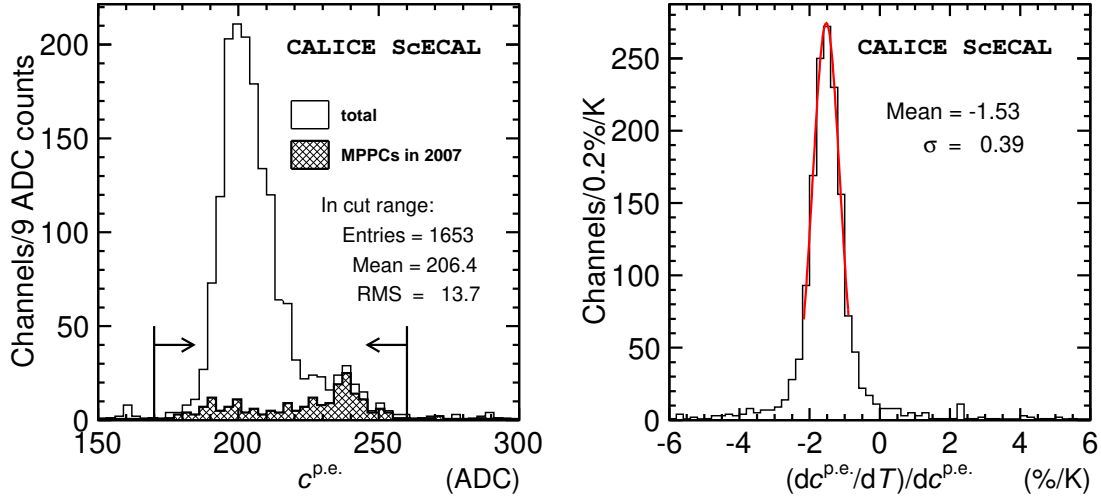 CALICE ScECAL
total
MPPCs in 2007
In cut range:
Entries = 1653
Mean = 206.4
RMS = 13.7
Channels/9 ADC counts
200
150
100
50
0
150 200 250 300
c^p.e. (ADC)
CALICE ScECAL
Mean = -1.53
σ = 0.39
Channels/0.2%/K
250
200
150
100
50
0
-6 -4 -2 0 2 4 6
(dc^p.e./dT)/dc^p.e. (%/K)